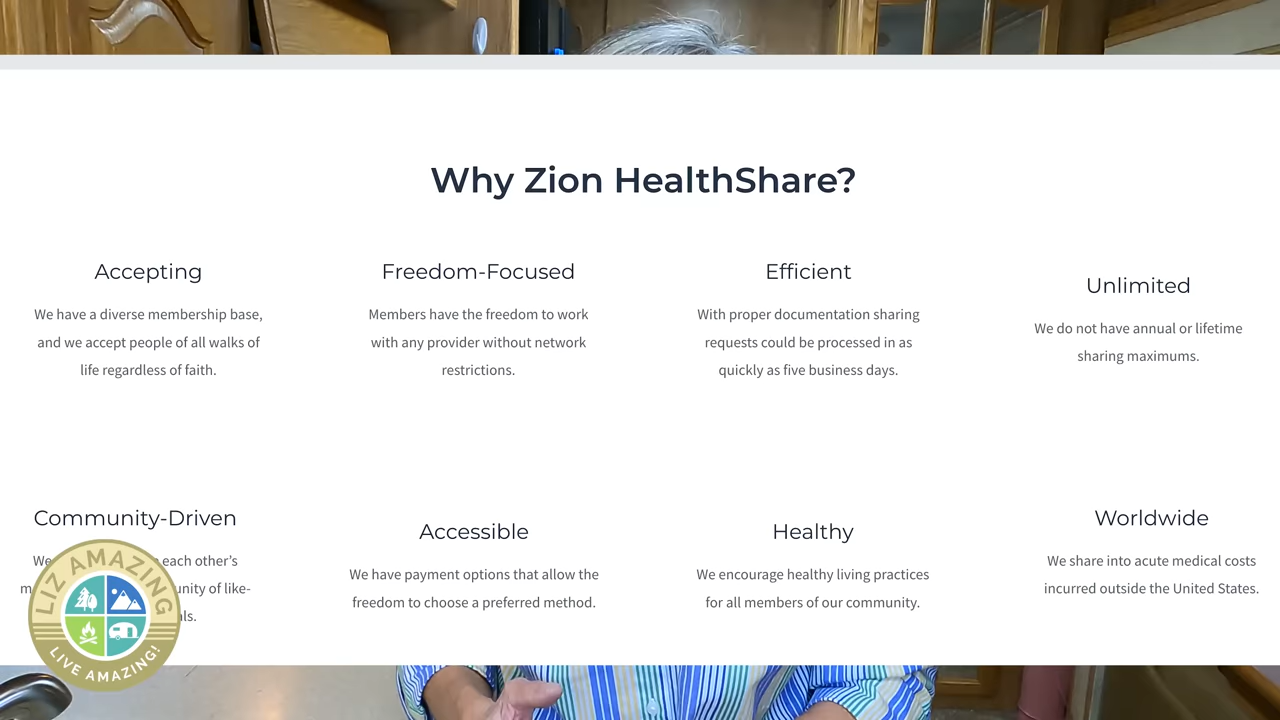 Why Zion HealthShare?
Accepting
We have a diverse membership base,
and we accept people of all walks of
life regardless of faith.
Freedom-Focused
Members have the freedom to work
with any provider without network
restrictions.
Efficient
With proper documentation sharing
requests could be processed in as
quickly as five business days.
Unlimited
We do not have annual or lifetime
sharing maximums.
Community-Driven
We each other’s
of like-
Accessible
We have payment options that allow the
freedom to choose a preferred method.
Healthy
We encourage healthy living practices
for all members of our community.
Worldwide
We share into acute medical costs
incurred outside the United States.
LIZ AMAZING
LIVE AMAZING!